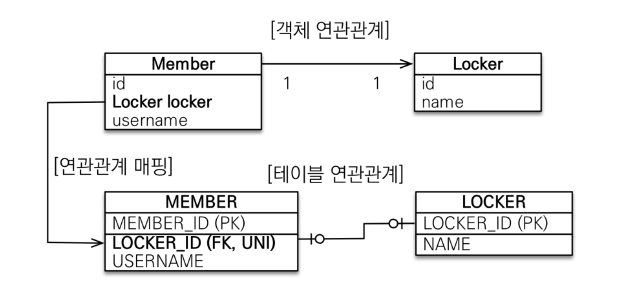 [객체 연관관계]
Member
id
Locker locker
username
1
1
Locker
id
name
[연관관계 매핑]
[테이블 연관관계]
MEMBER
MEMBER_ID (PK)
LOCKER_ID (FK, UNI)
USERNAME
LOCKER
LOCKER_ID (PK)
NAME